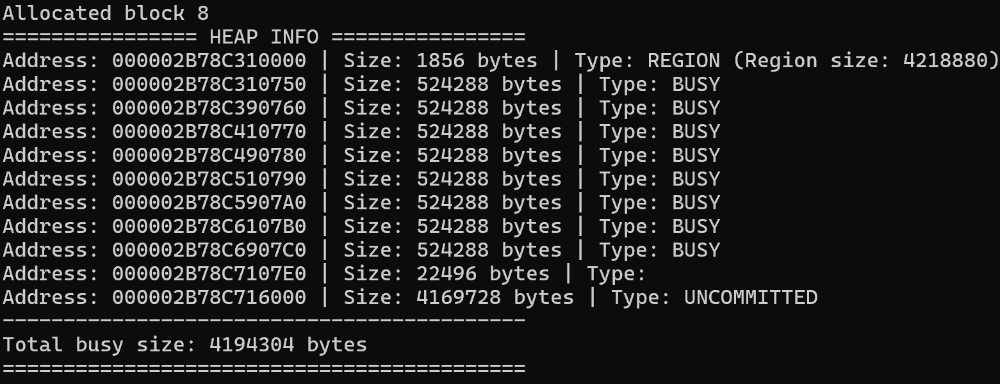 Allocated block 8
================ HEAP INFO ================
Address: 000002B78C310000 | Size: 1856 bytes | Type: REGION (Region size: 4218880)
Address: 000002B78C310750 | Size: 524288 bytes | Type: BUSY
Address: 000002B78C390760 | Size: 524288 bytes | Type: BUSY
Address: 000002B78C410770 | Size: 524288 bytes | Type: BUSY
Address: 000002B78C490780 | Size: 524288 bytes | Type: BUSY
Address: 000002B78C510790 | Size: 524288 bytes | Type: BUSY
Address: 000002B78C5907A0 | Size: 524288 bytes | Type: BUSY
Address: 000002B78C6107B0 | Size: 524288 bytes | Type: BUSY
Address: 000002B78C6907C0 | Size: 524288 bytes | Type: BUSY
Address: 000002B78C7107E0 | Size: 22496 bytes | Type:
Address: 000002B78C716000 | Size: 4169728 bytes | Type: UNCOMMITTED
-------------------------------------------
Total busy size: 4194304 bytes
===========================================